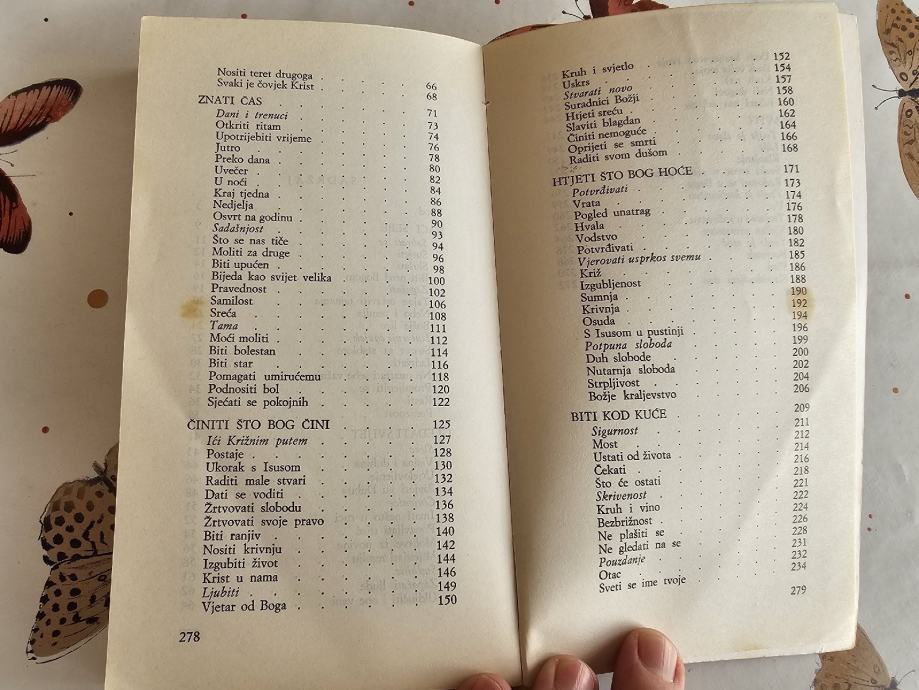 Nositi teret drugoga . . . . 66
Svaki je čovjek Krist . . . . 68
ZNATI ČAS . . . . 71
Dani i trenuci . . . . 73
Otkriti ritam . . . . 74
Upotrijebiti vrijeme . . . . 76
Jutro . . . . 78
Preko dana . . . . 80
Uvečer . . . . 82
U noći . . . . 84
Kraj tjedna . . . . 86
Nedjelja . . . . 88
Osvrt na godinu . . . . 90
Sadašnjost . . . . 93
Što se nas tiče . . . . 94
Moliti za druge . . . . 96
Biti upućen . . . . 98
Bijeda kao svijet velika . . . . 100
Pravednost . . . . 102
Samilost . . . . 106
Sreća . . . . 108
Tama . . . . 111
Moći moliti . . . . 112
Biti bolestan . . . . 114
Biti star . . . . 116
Pomagati umirućemu . . . . 118
Podnositi bol . . . . 120
Sjećati se pokojnih . . . . 122
ČINITI ŠTO BOG ČINI . . . . 125
Ići Križnim putem . . . . 127
Postaje . . . . 128
Ukorak s Isusom . . . . 130
Raditi male stvari . . . . 132
Dati se voditi . . . . 134
Žrtvovati slobodu . . . . 136
Žrtvovati svoje pravo . . . . 138
Biti ranjiv . . . . 140
Nositi krivnju . . . . 142
Izgubiti život . . . . 144
Krist u nama . . . . 146
Ljubiti . . . . 149
Vjetar od Boga . . . . 150
278
Kruh i svjetlo . . . . 152
Uskrs . . . . 154
Stvarati novo . . . . 157
Suradnici Božji . . . . 158
Htjeti sreću . . . . 160
Slaviti blagdan . . . . 162
Činiti nemoguće . . . . 164
Oprijeti se smrti . . . . 166
Raditi svom dušom . . . . 168
HTJETI ŠTO BOG HOĆE . . . . 171
Potvrđivati . . . . 173
Vrata . . . . 174
Pogled unatrag . . . . 176
Hvala . . . . 178
Vodstvo . . . . 180
Potvrđivati . . . . 182
Vjerovati usprkos svemu . . . . 185
Križ . . . . 186
Izgubljenost . . . . 188
Sumnja . . . . 190
Krivnja . . . . 192
Osuda . . . . 194
S Isusom u pustinji . . . . 196
Potpuna sloboda . . . . 199
Duh slobode . . . . 200
Nutarnja sloboda . . . . 202
Strpljivost . . . . 204
Božje kraljevstvo . . . . 206
BITI KOD KUĆE . . . . 209
Sigurnost . . . . 211
Most . . . . 212
Ustati od života . . . . 214
Čekati . . . . 216
Što će ostati . . . . 218
Skrivenost . . . . 221
Kruh i vino . . . . 222
Bezbrižnost . . . . 224
Ne plašiti se . . . . 226
Ne gledati na se . . . . 228
Pouzdanje . . . . 231
Otac . . . . 232
Sveti se ime tvoje . . . . 234
279